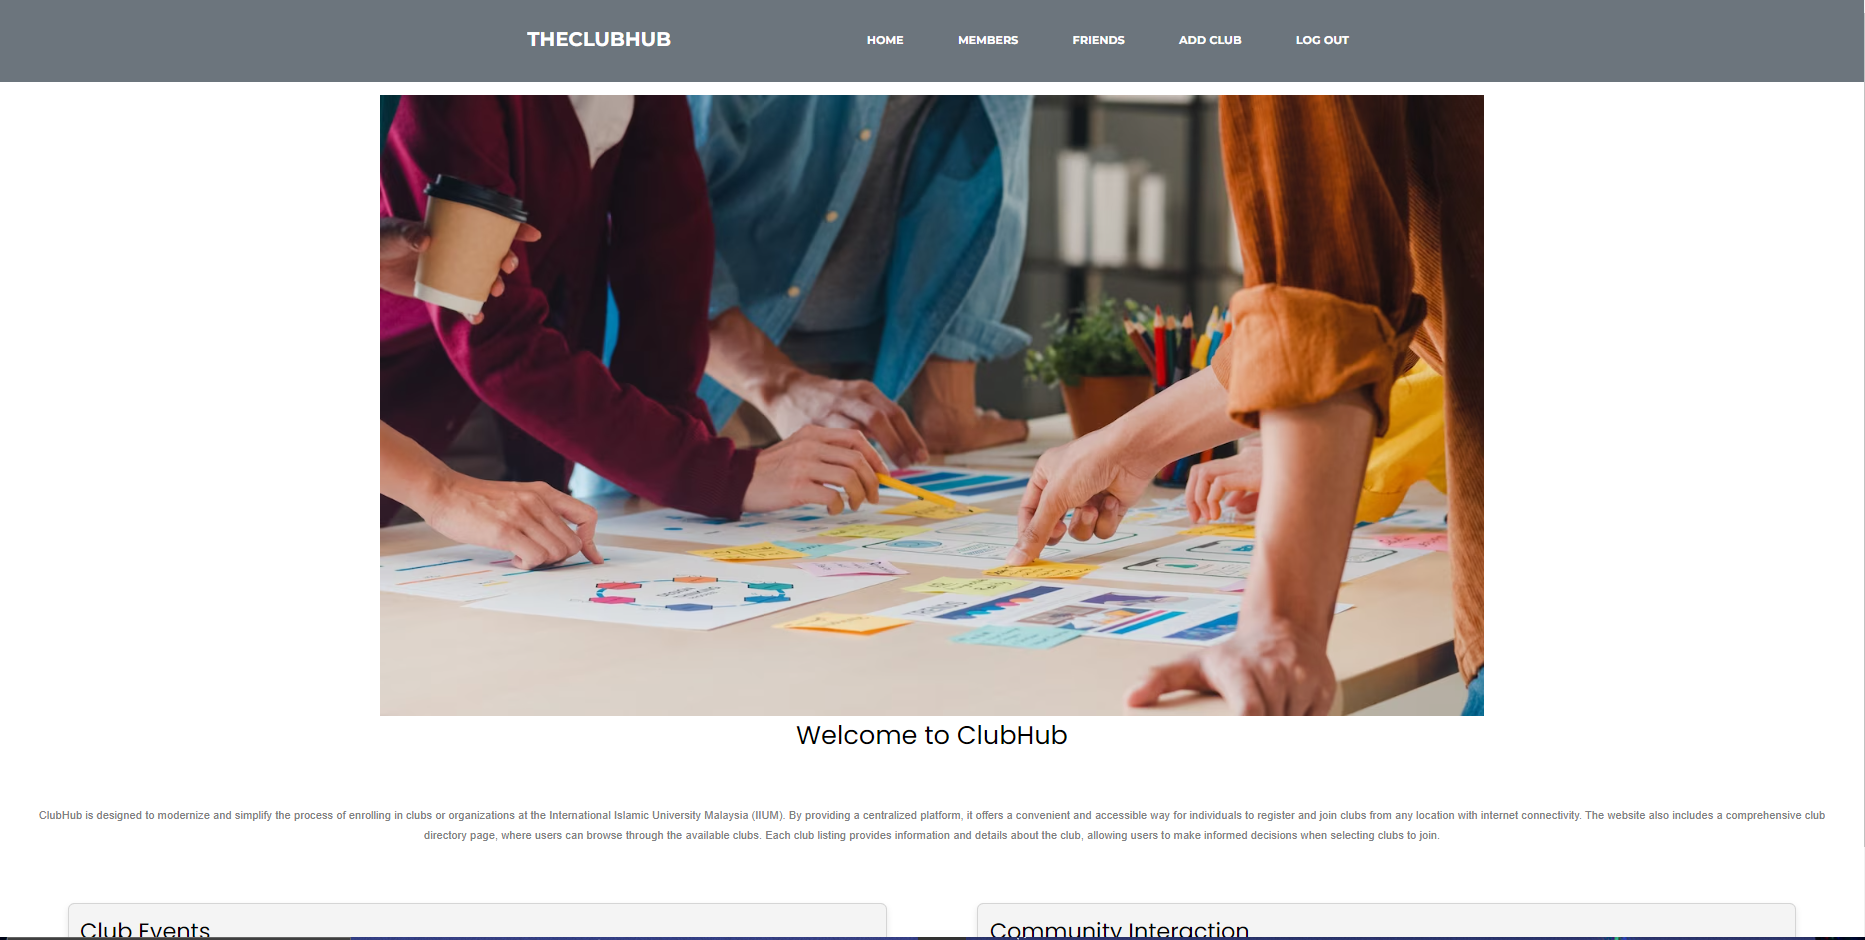 THECLUBHUB
HOME
MEMBERS
FRIENDS
ADD CLUB
LOG OUT
DESIGN
THINKING
TRENDING
Welcome to ClubHub
ClubHub is designed to modernize and simplify the process of enrolling in clubs or organizations at the International Islamic University Malaysia (IIUM). By providing a centralized platform, it offers a convenient and accessible way for individuals to register and join clubs from any location with internet connectivity. The website also includes a comprehensive club
directory page, where users can browse through the available clubs. Each club listing provides information and details about the club, allowing users to make informed decisions when selecting clubs to join.
Club Events
Community Interaction